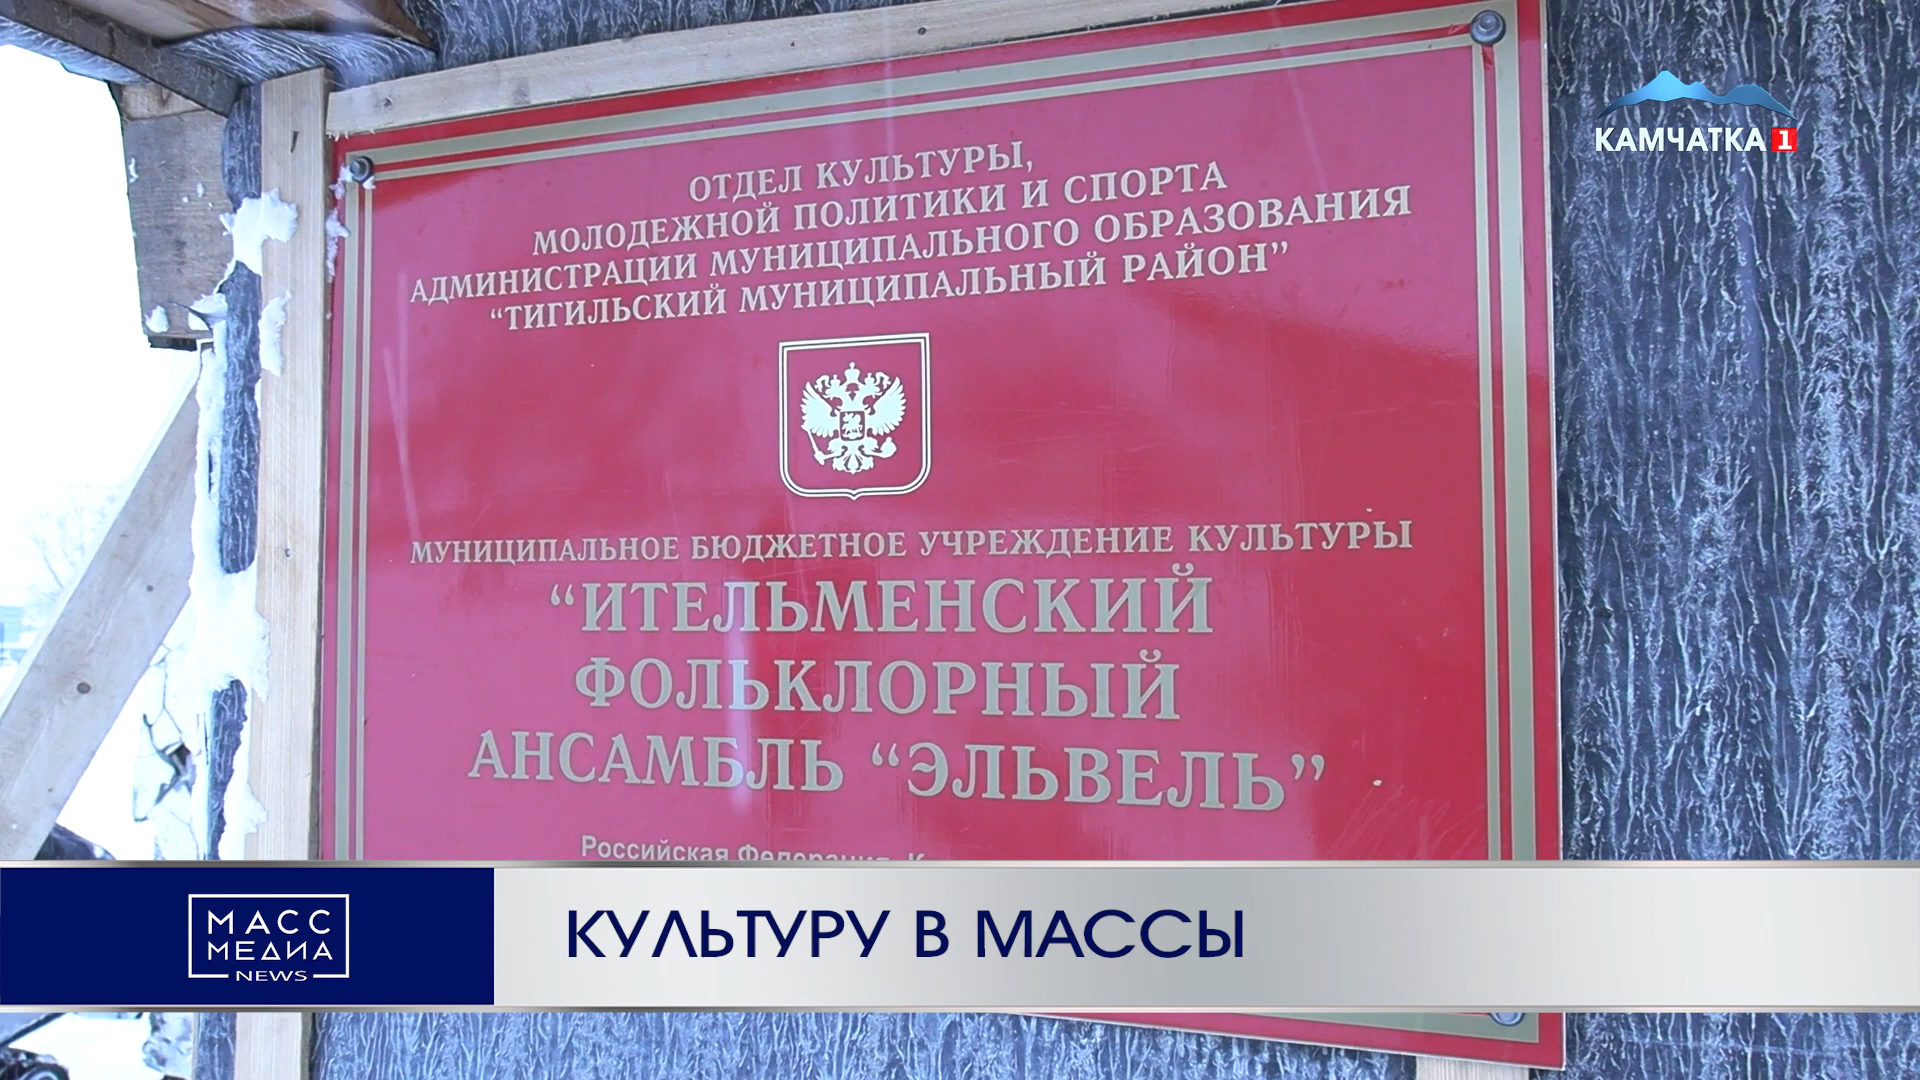 КАМЧАТКА 1
ОТДЕЛ КУЛЬТУРЫ,
МОЛОДЕЖНОЙ ПОЛИТИКИ И СПОРТА
АДМИНИСТРАЦИИ МУНИЦИПАЛЬНОГО ОБРАЗОВАНИЯ
“ТИГИЛЬСКИЙ МУНИЦИПАЛЬНЫЙ РАЙОН”
МУНИЦИПАЛЬНОЕ БЮДЖЕТНОЕ УЧРЕЖДЕНИЕ КУЛЬТУРЫ
“ИТЕЛЬМЕНСКИЙ
ФОЛЬКЛОРНЫЙ
АНСАМБЛЬ “ЭЛЬВЕЛЬ”
Российская Федерация,
МАСС
МЕДИА
NEWS
КУЛЬТУРУ В МАССЫ